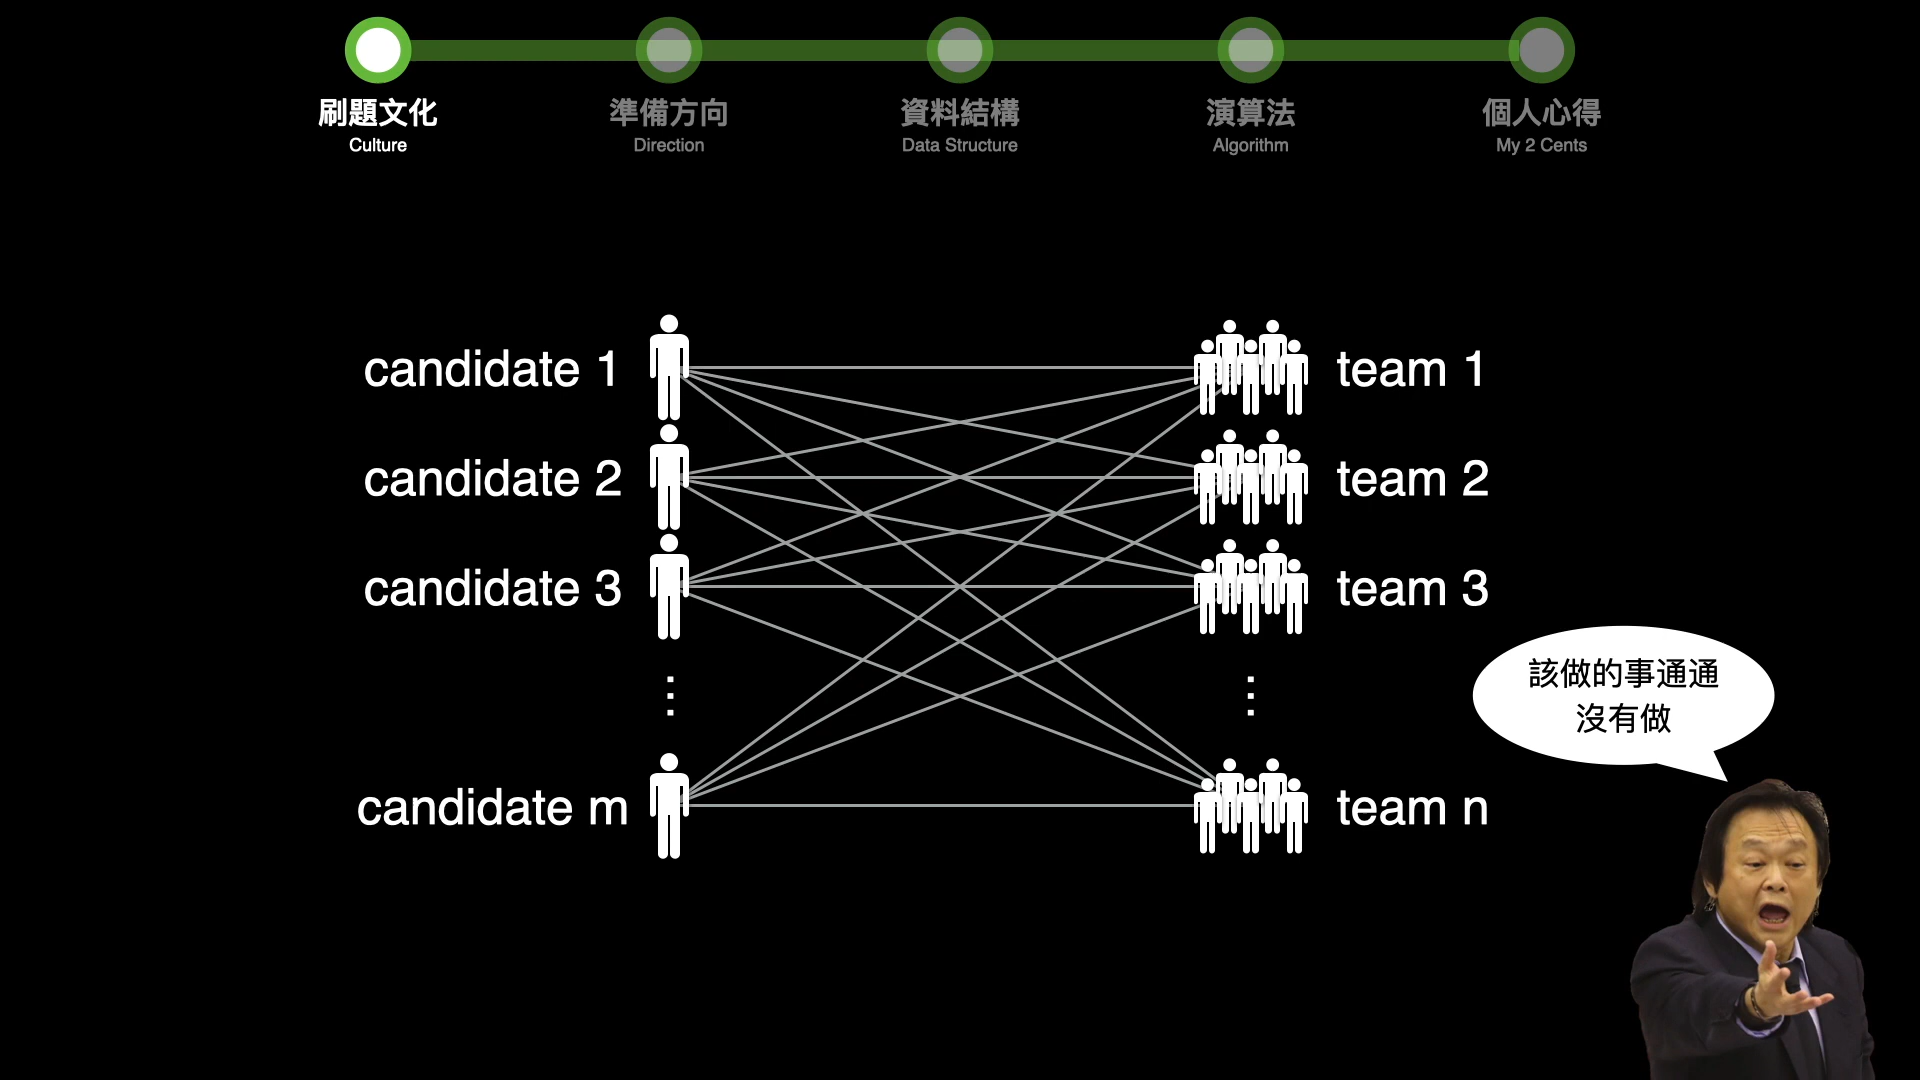 刷題文化
Culture
準備方向
Direction
資料結構
Data Structure
演算法
Algorithm
個人心得
My 2 Cents
candidate 1
team 1
candidate 2
team 2
candidate 3
team 3
該做的事通通
沒有做
candidate m
team n